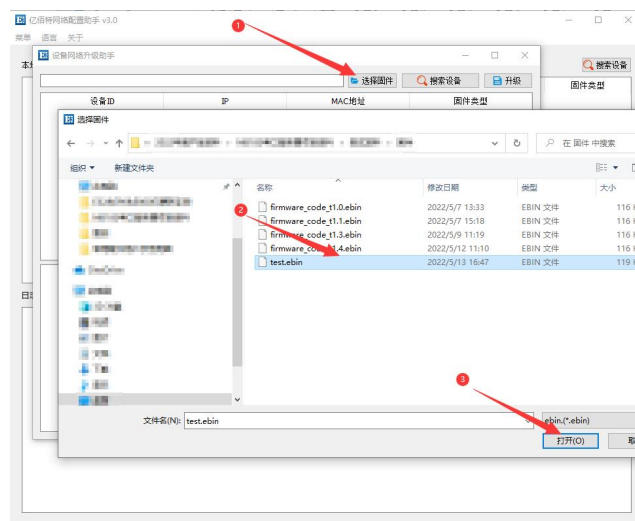 亿佰特网络配置助手 v3.0
菜单 语言 关于
1
设备网络升级助手
搜索设备
选择固件 搜索设备 升级
固件类型
设备ID IP MAC地址 固件类型
选择固件
在 固件 中搜索
组织 新建文件夹
名称 修改日期 类型 大小
firmware_code_t1.0.ebin 2022/5/7 13:33 EBIN 文件 116
2
firmware_code_t1.1.ebin 2022/5/7 15:18 EBIN 文件 116
firmware_code_t1.3.ebin 2022/5/9 11:19 EBIN 文件 116
firmware_code_t1.4.ebin 2022/5/12 11:10 EBIN 文件 116
test.ebin 2022/5/13 16:47 EBIN 文件 119
3
文件名(N): test.ebin ebin.(*.ebin)
打开(O)